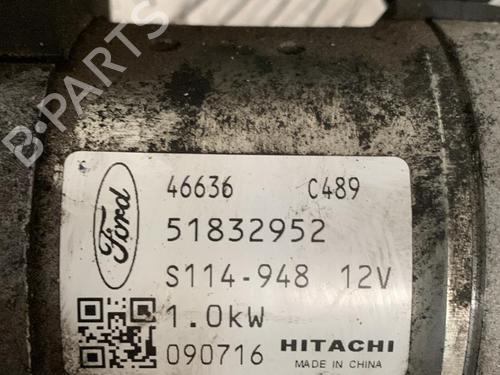 B-PARTS
46636 C489
Ford 51832952
S114-948 12V
1.0kW
090716 HITACHI
MADE IN CHINA